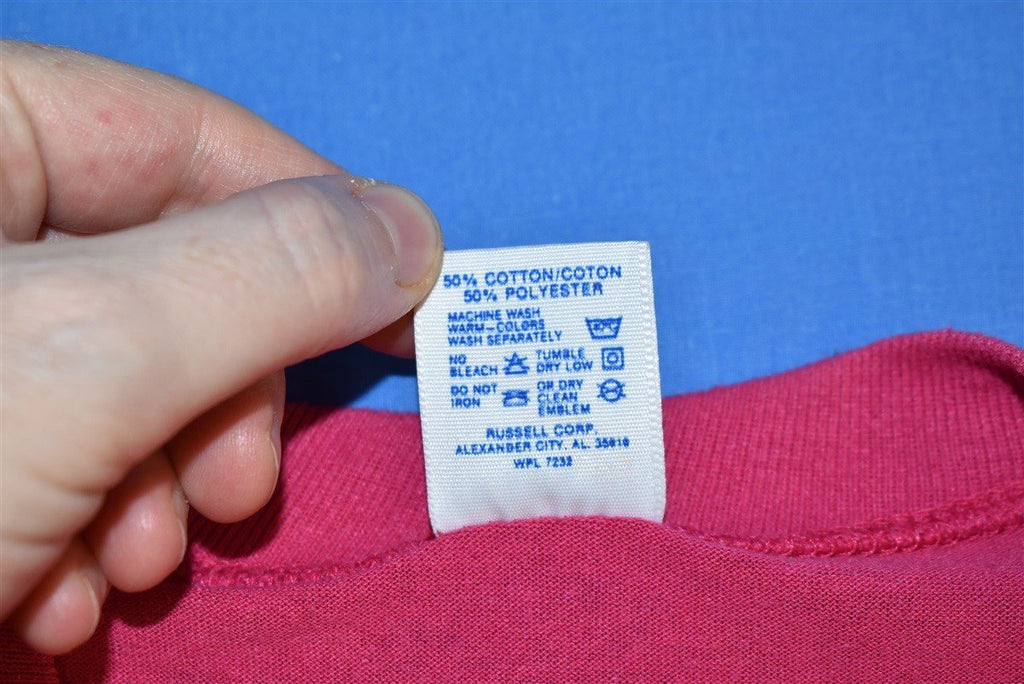 50% COTTON/COTON
50% POLYESTER
MACHINE WASH
WARM-COLORS
WASH SEPARATELY
NO BLEACH
TUMBLE DRY LOW
DO NOT IRON
OR DRY CLEAN EMBLEM
RUSSELL CORP.
ALEXANDER CITY, AL. 35010
WPL 7232